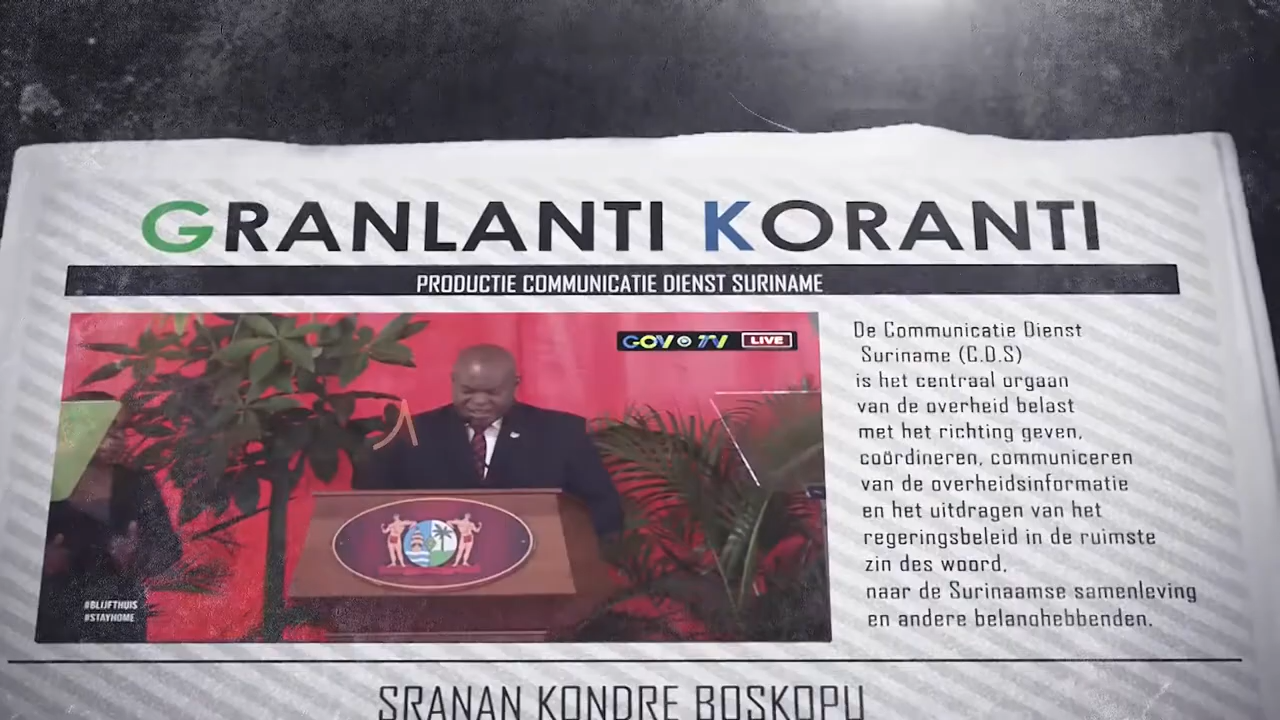 GRANLANTI KORANTI
PRODUCTIE COMMUNICATIE DIENST SURINAME
GOV TV LIVE
#BLIJFTHUIS
#STAYHOME
De Communicatie Dienst
Suriname (C.D.S)
is het centraal orgaan
van de overheid belast
met het richting geven,
coördineren, communiceren
van de overheidsinformatie
en het uitdragen van het
regeringsbeleid in de ruimste
zin des woord,
naar de Surinaamse samenleving
en andere belanghebbenden.
SRANAN KONDRE BOSKOPU